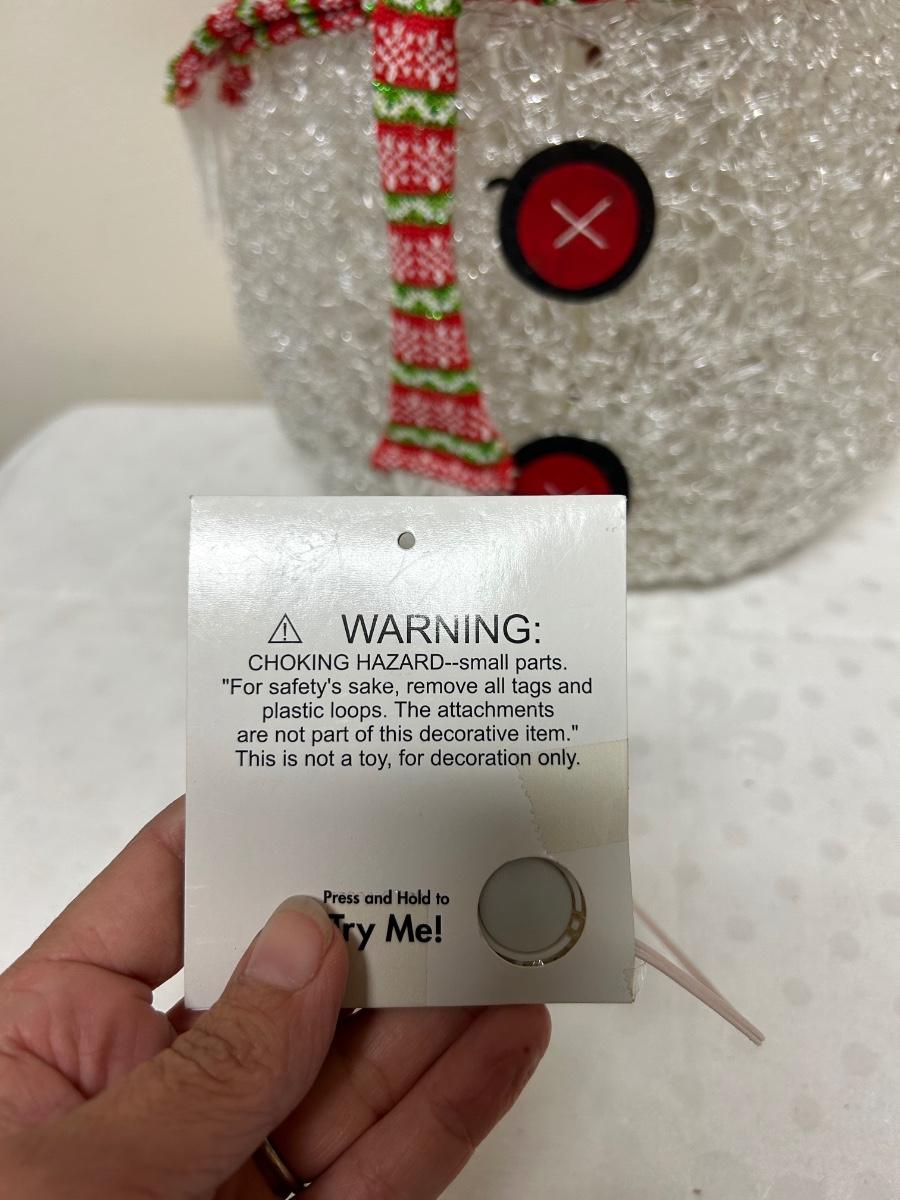 WARNING:
CHOKING HAZARD--small parts.
"For safety's sake, remove all tags and
plastic loops. The attachments
are not part of this decorative item."
This is not a toy, for decoration only.
Press and Hold to
Try Me!